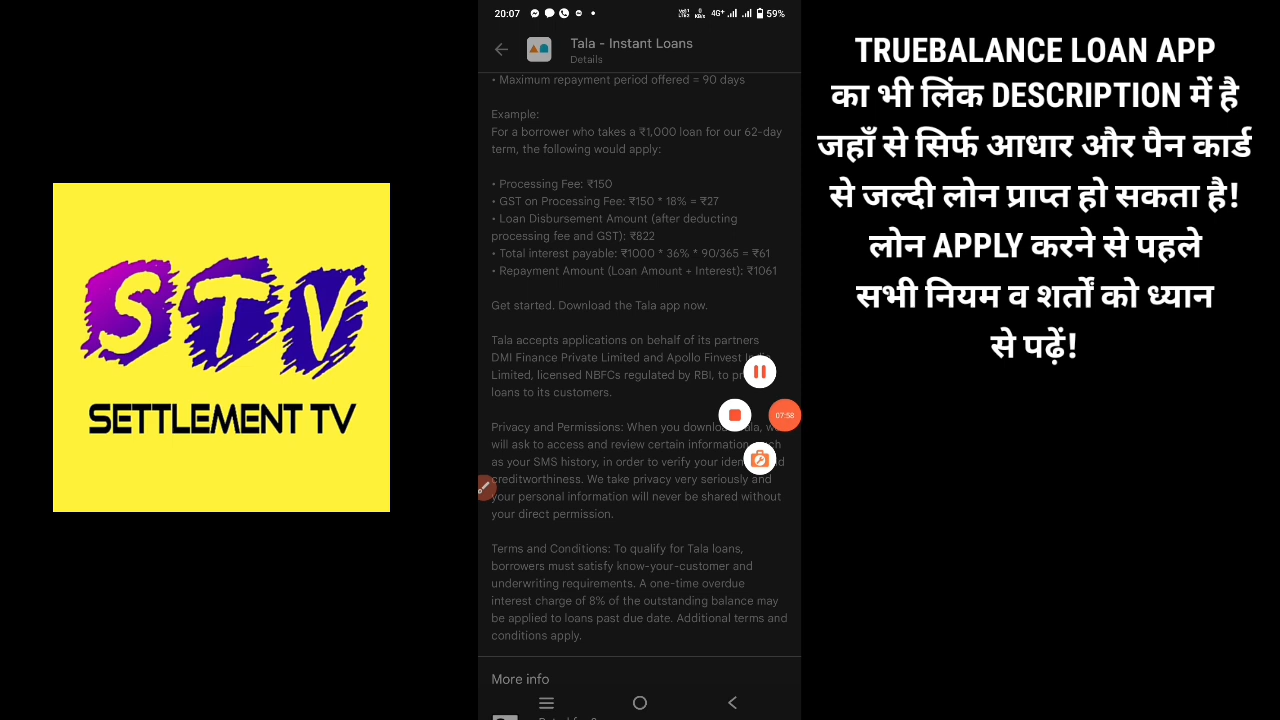 STV
SETTLEMENT TV
20:07
4G+
59%
Tala - Instant Loans
Details
• Maximum repayment period offered = 90 days
Example:
For a borrower who takes a ₹1,000 loan for our 62-day
term, the following would apply:
• Processing Fee: ₹150
• GST on Processing Fee: ₹150 * 18% = ₹27
• Loan Disbursement Amount (after deducting
processing fee and GST): ₹822
• Total interest payable: ₹1000 * 36% * 90/365 = ₹61
• Repayment Amount (Loan Amount + Interest): ₹1061
Get started. Download the Tala app now.
Tala accepts applications on behalf of its partners
DMI Finance Private Limited and Apollo Finvest
Limited, licensed NBFCs regulated by RBI, to
loans to its customers.
Privacy and Permissions: When you
will ask to access and review certain information,
as your SMS history, in order to verify your
creditworthiness. We take privacy very seriously and
your personal information will never be shared without
your direct permission.
Terms and Conditions: To qualify for Tala loans,
borrowers must satisfy know-your-customer and
underwriting requirements. A one-time overdue
interest charge of 8% of the outstanding balance may
be applied to loans past due date. Additional terms and
conditions apply.
More info
07:58
TRUEBALANCE LOAN APP
का भी लिंक DESCRIPTION में है
जहाँ से सिर्फ आधार और पैन कार्ड
से जल्दी लोन प्राप्त हो सकता है!
लोन APPLY करने से पहले
सभी नियम व शर्तों को ध्यान
से पढ़ें!